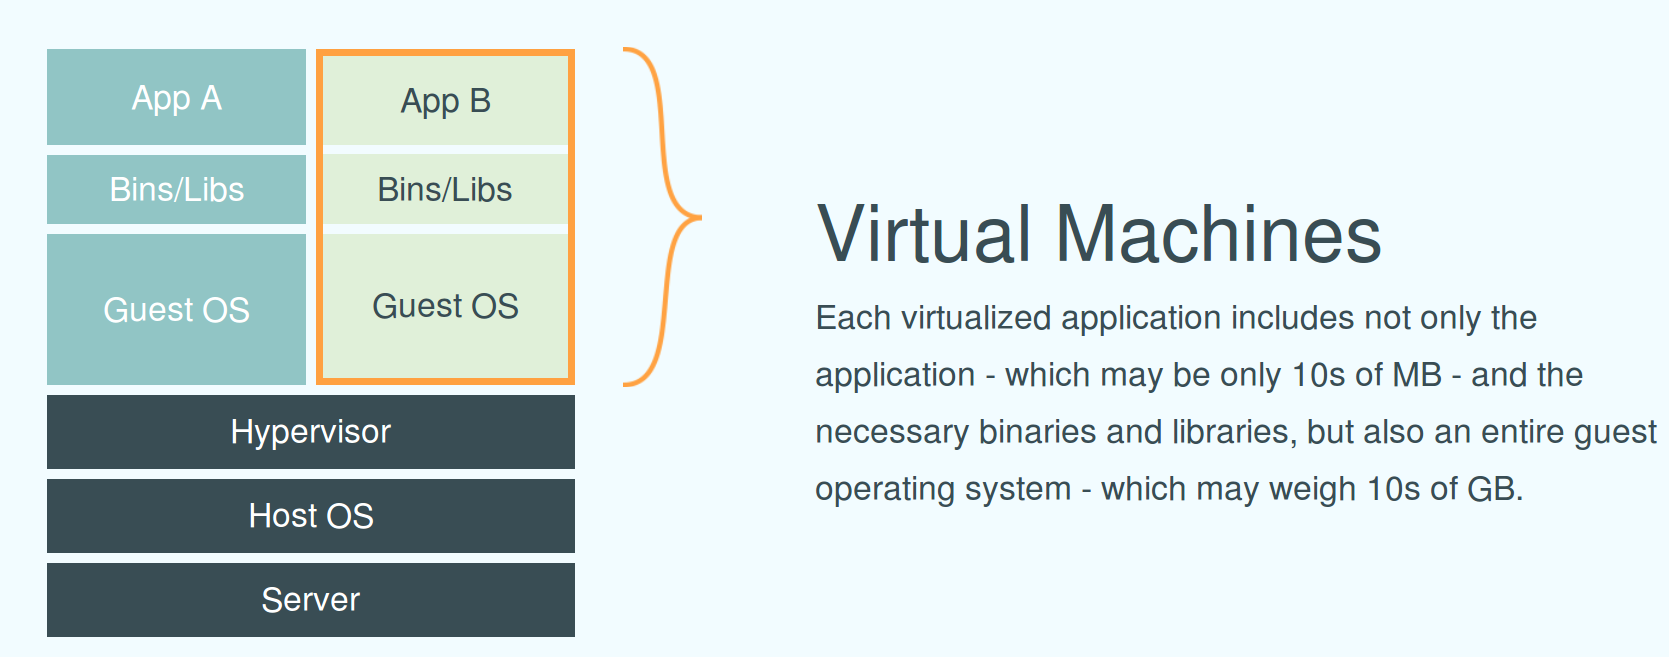 App A
App B
Bins/Libs
Bins/Libs
Guest OS
Guest OS
Hypervisor
Host OS
Server
Virtual Machines
Each virtualized application includes not only the
application - which may be only 10s of MB - and the
necessary binaries and libraries, but also an entire guest
operating system - which may weigh 10s of GB.